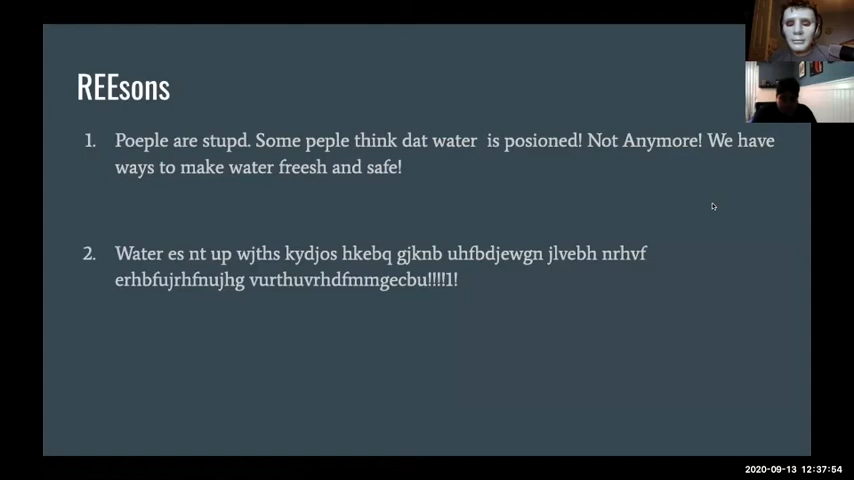 REEsons
1. Poeple are stupd. Some peple think dat water is posioned! Not Anymore! We have
ways to make water freesh and safe!
2. Water es nt up wjths kydjos hkebq gjknb uhfbdjewgn jlvebh nrhvf
erhbfujrhfnujhg vurthuvrhdfmmgecbu!!!!1!
2020-09-13 12:37:54